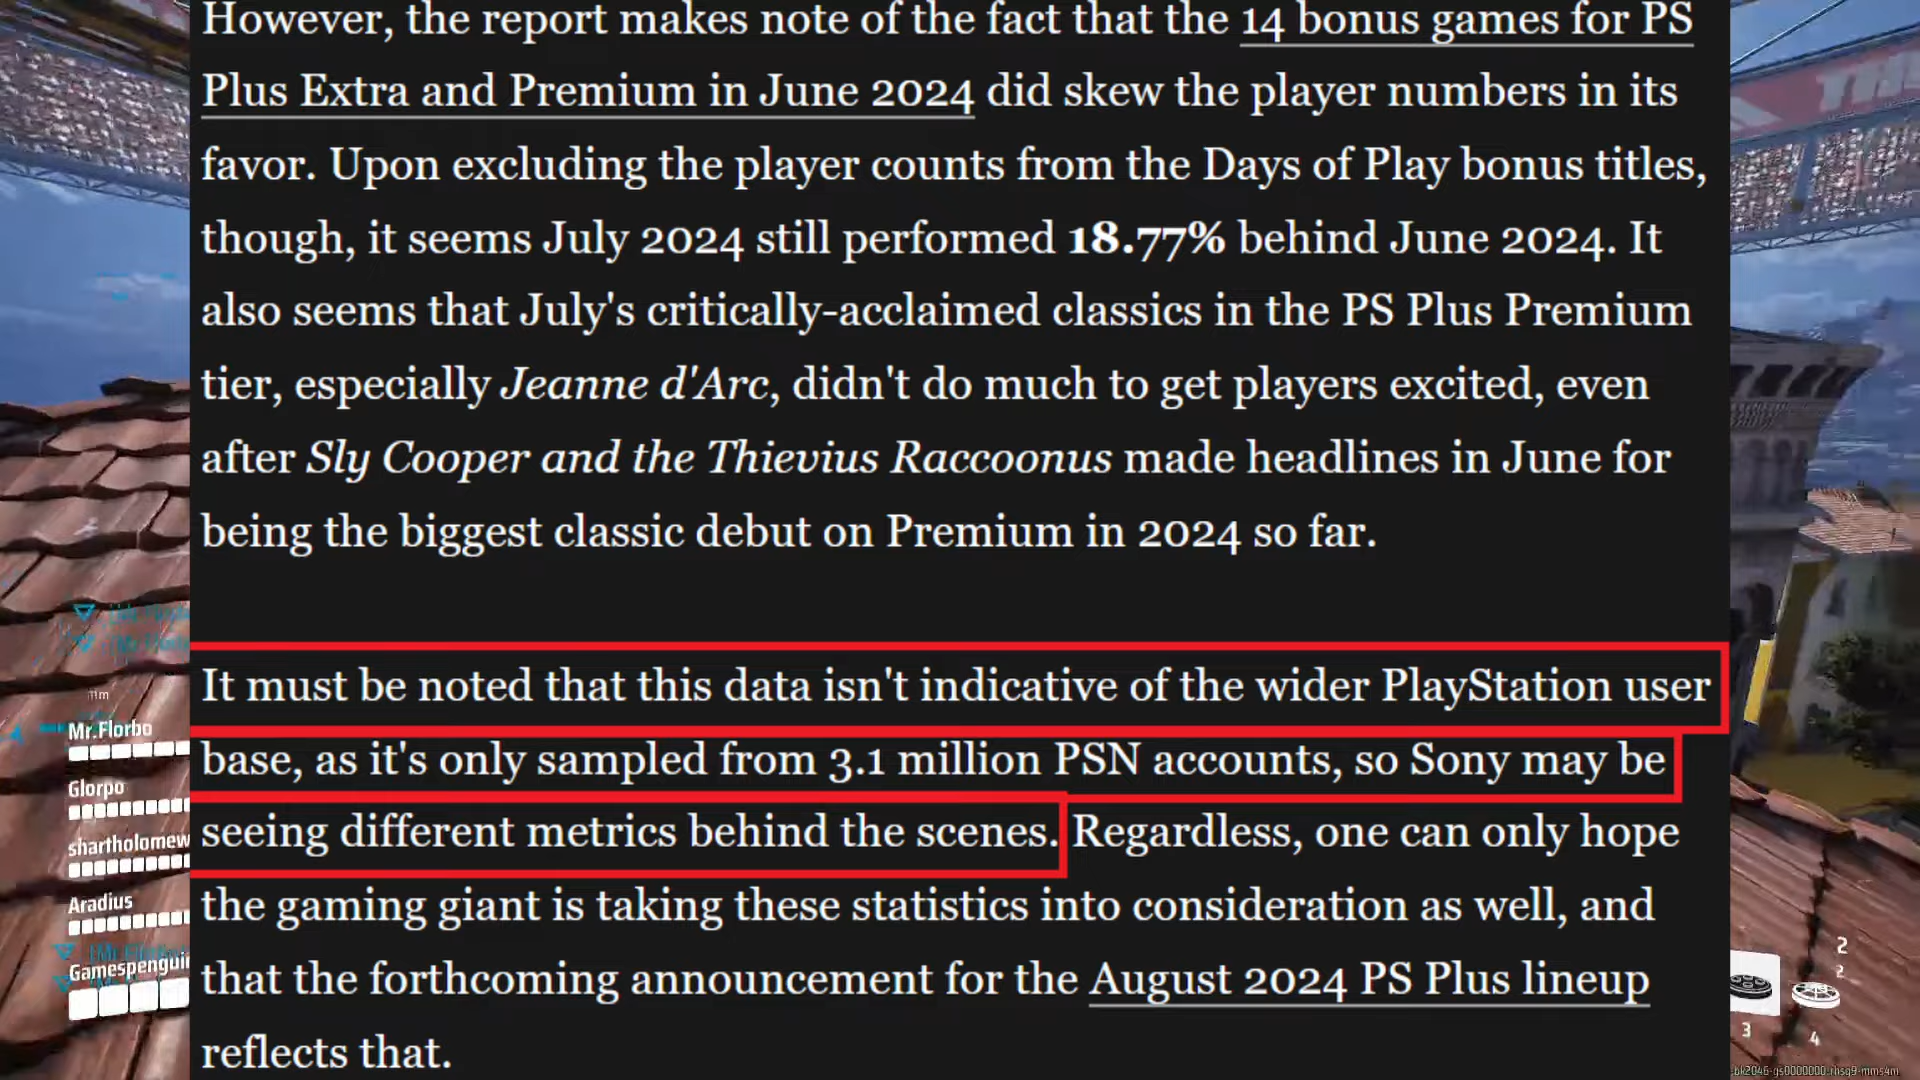 However, the report makes note of the fact that the 14 bonus games for PS
Plus Extra and Premium in June 2024 did skew the player numbers in its
favor. Upon excluding the player counts from the Days of Play bonus titles,
though, it seems July 2024 still performed 18.77% behind June 2024. It
also seems that July's critically-acclaimed classics in the PS Plus Premium
tier, especially Jeanne d'Arc, didn't do much to get players excited, even
after Sly Cooper and the Thievius Raccoonus made headlines in June for
being the biggest classic debut on Premium in 2024 so far.
It must be noted that this data isn't indicative of the wider PlayStation user
base, as it's only sampled from 3.1 million PSN accounts, so Sony may be
seeing different metrics behind the scenes. Regardless, one can only hope
the gaming giant is taking these statistics into consideration as well, and
that the forthcoming announcement for the August 2024 PS Plus lineup
reflects that.
11m
Mr.Florbo
Glorpo
shartholomew
Aradius
Gamespengui
2
2
3
4